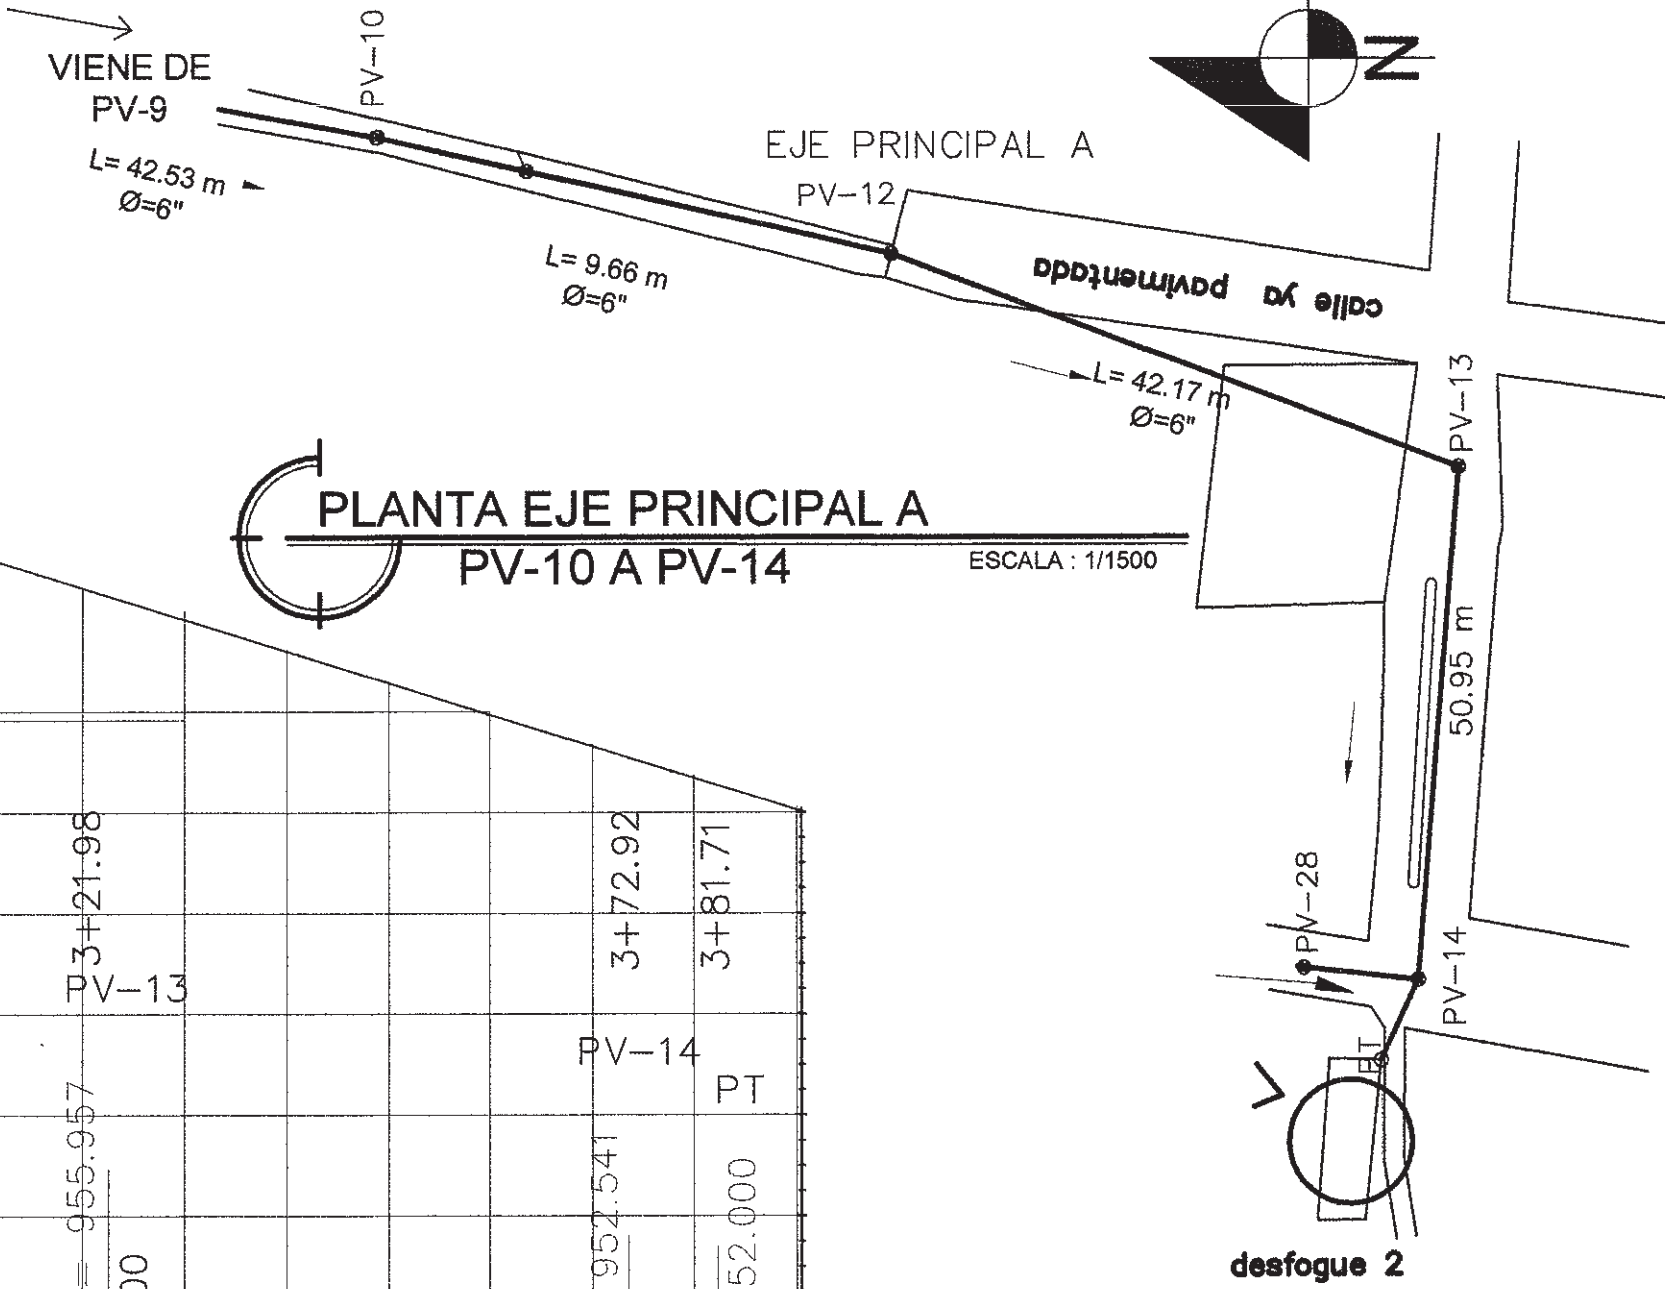 VIENE DE
PV-9
PV-10
L= 42.53 m
Ø=6"
N
EJE PRINCIPAL A
PV-12
L= 9.66 m
Ø=6"
calle ya pavimentada
L= 42.17 m
Ø=6"
PV-13
PLANTA EJE PRINCIPAL A
PV-10 A PV-14
ESCALA : 1/1500
50.95 m
PV-28
PV-14
PT
desfogue 2
3+21.98
PV-13
3+72.92
3+81.71
PV-14
PT
= 955.957
00
952.541
52.000